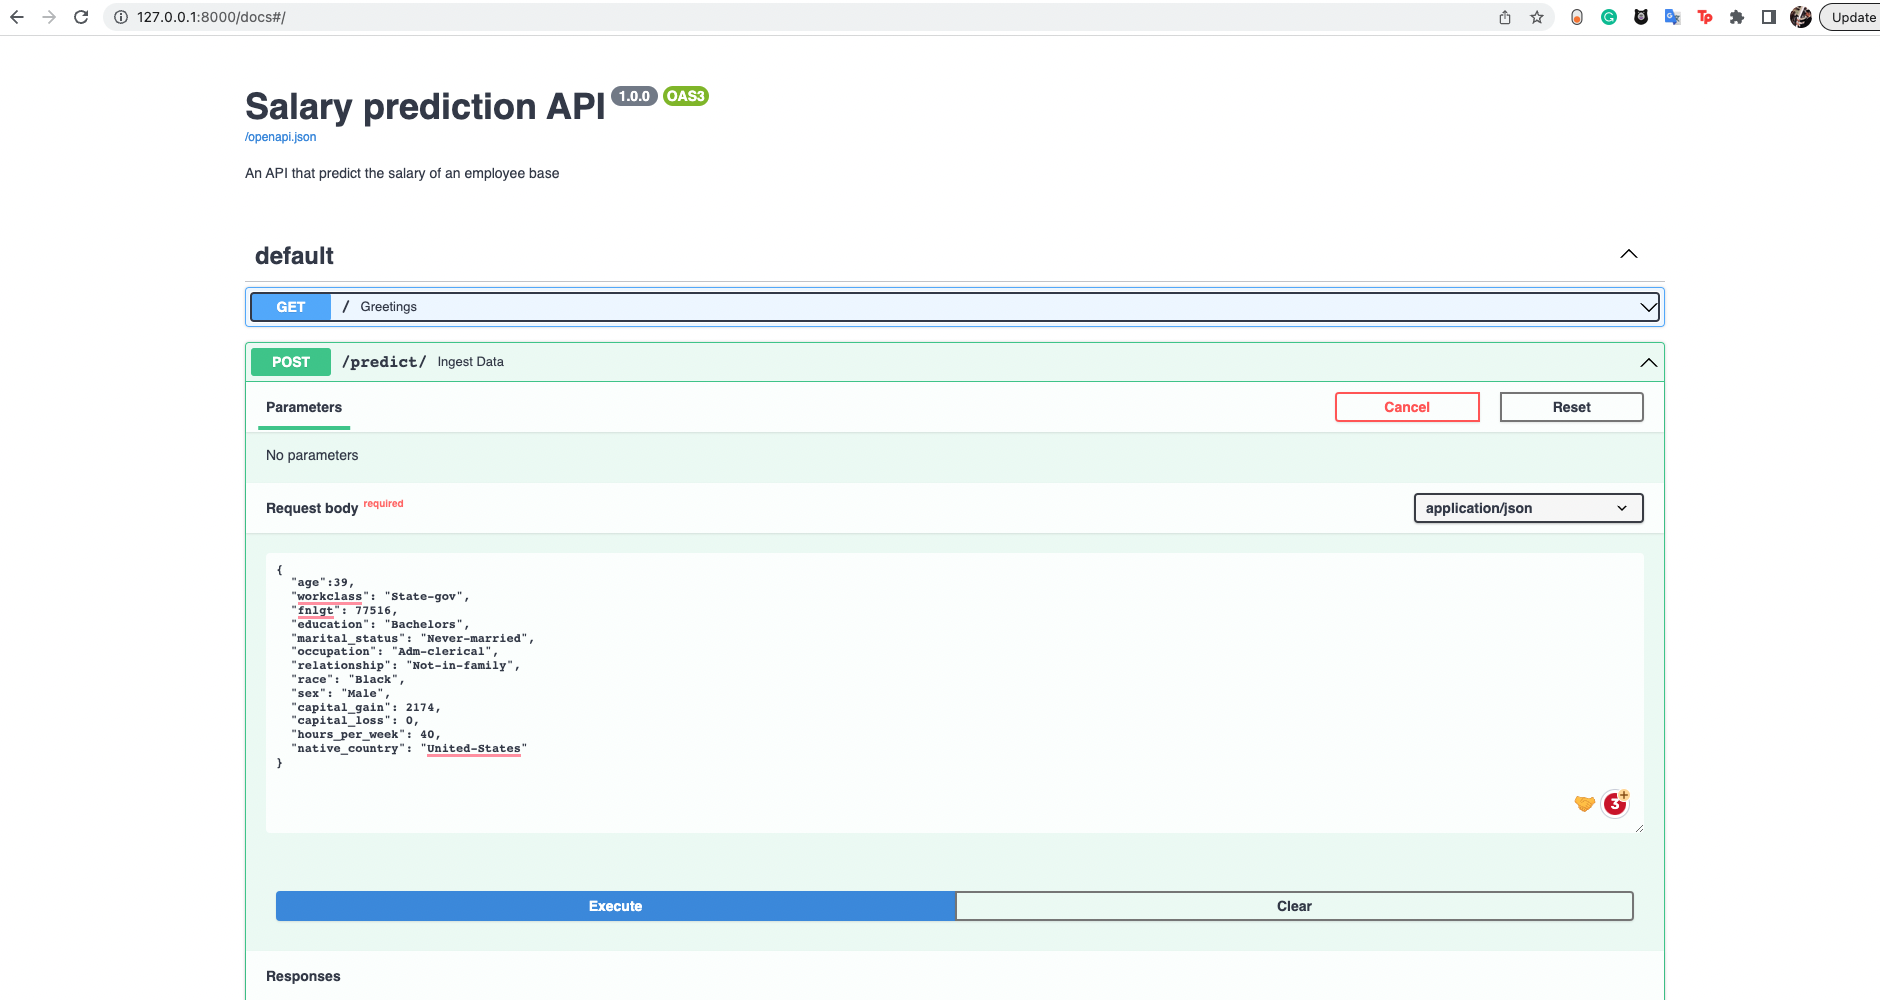 127.0.0.1:8000/docs#/
G
Tp
Update
Salary prediction API 1.0.0 OAS3
/openapi.json
An API that predict the salary of an employee base
default
GET / Greetings
POST /predict/ Ingest Data
Parameters
Cancel
Reset
No parameters
Request body required
application/json
{
"age":39,
"workclass": "State-gov",
"fnlgt": 77516,
"education": "Bachelors",
"marital_status": "Never-married",
"occupation": "Adm-clerical",
"relationship": "Not-in-family",
"race": "Black",
"sex": "Male",
"capital_gain": 2174,
"capital_loss": 0,
"hours_per_week": 40,
"native_country": "United-States"
}
3+
Execute
Clear
Responses